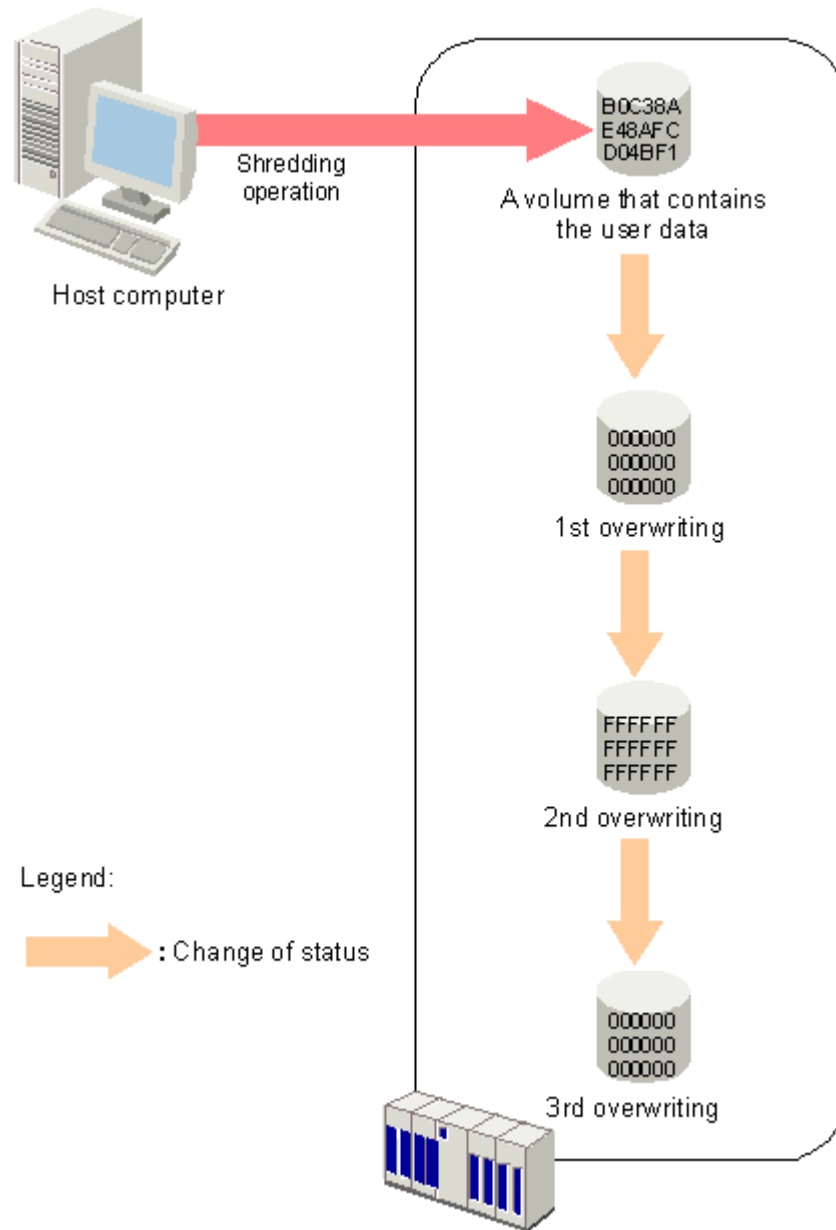 B0C38A
E48AFC
D04BF1
Shredding
operation
A volume that contains
the user data
Host computer
000000
000000
000000
1st overwriting
FFFFFF
FFFFFF
FFFFFF
2nd overwriting
Legend:
: Change of status
000000
000000
000000
3rd overwriting